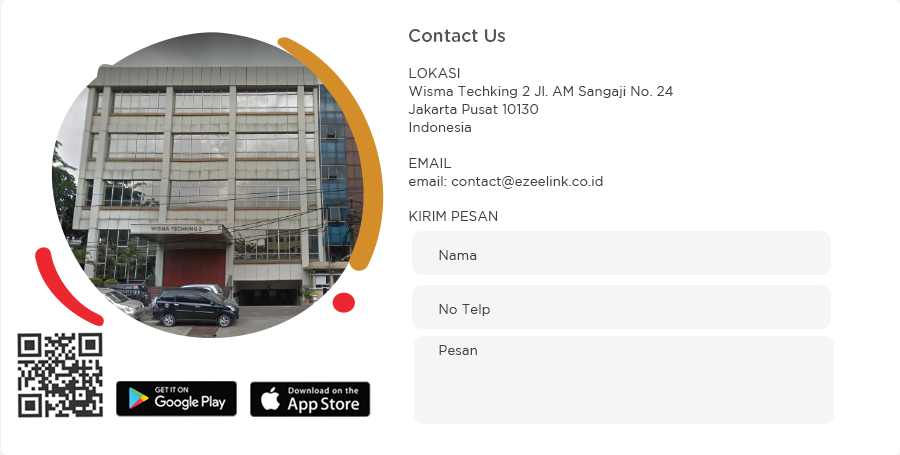 Contact Us
LOKASI
Wisma Techking 2 Jl. AM Sangaji No. 24
Jakarta Pusat 10130
Indonesia
EMAIL
email: contact@ezeelink.co.id
KIRIM PESAN
Nama
No Telp
Pesan
WISMA TECHKING 2
GET IT ON
Google Play
Download on the
App Store